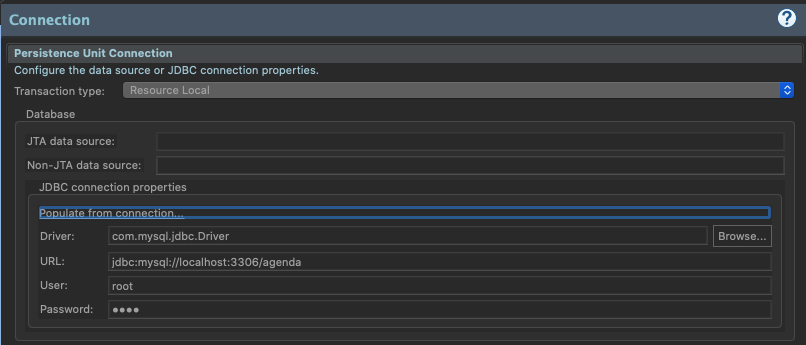 Connection
?
Persistence Unit Connection
Configure the data source or JDBC connection properties.
Transaction type: Resource Local
Database
JTA data source:
Non-JTA data source:
JDBC connection properties
Populate from connection...
Driver: com.mysql.jdbc.Driver Browse...
URL: jdbc:mysql://localhost:3306/agenda
User: root
Password: ●●●●